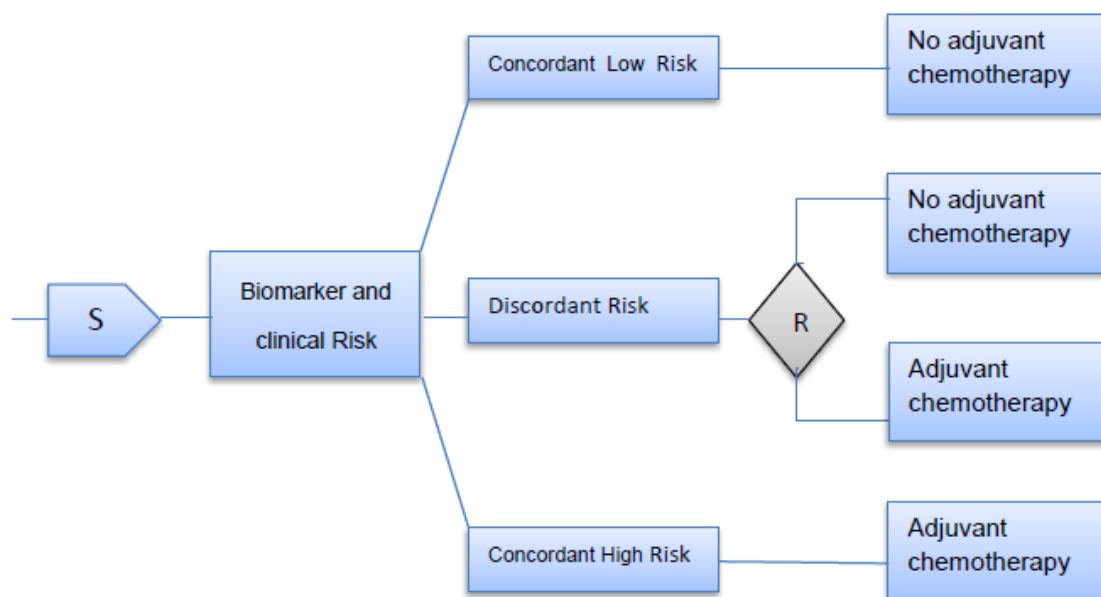 Concordant Low Risk
No adjuvant
chemotherapy
No adjuvant
chemotherapy
S
Biomarker and
clinical Risk
Discordant Risk
R
Adjuvant
chemotherapy
Concordant High Risk
Adjuvant
chemotherapy